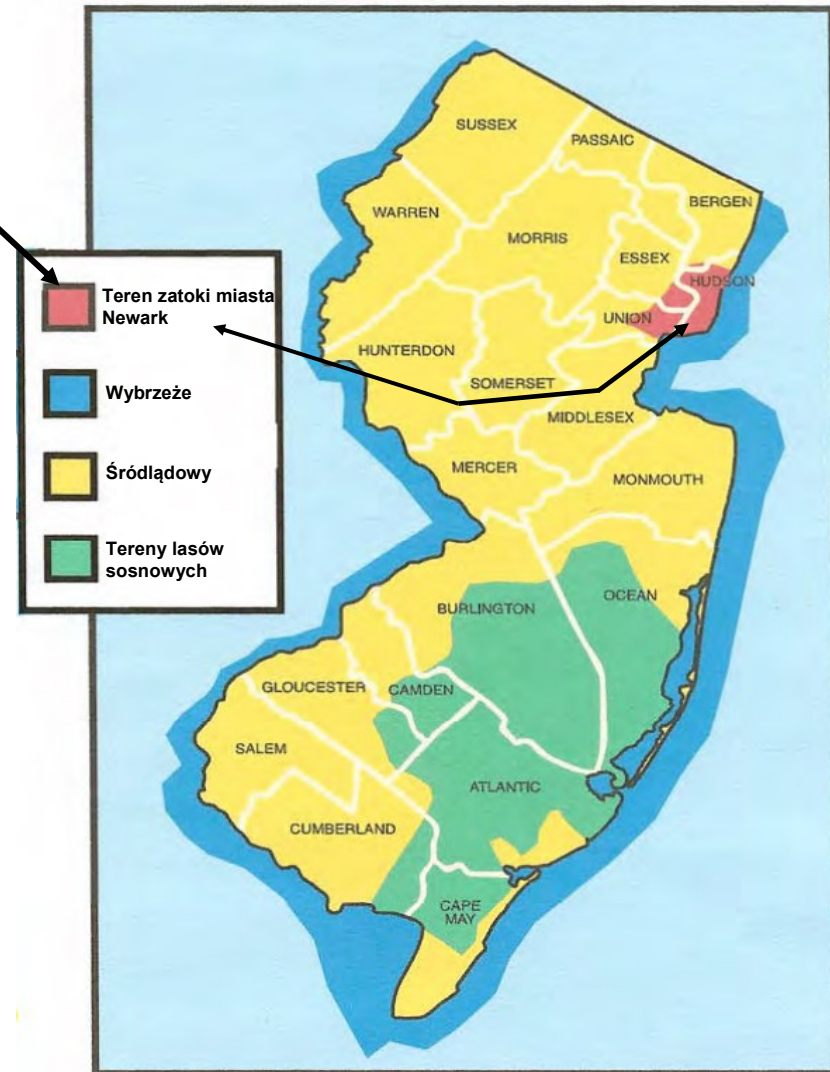 SUSSEX
PASSAIC
BERGEN
WARREN
MORRIS
ESSEX
HUDSON
UNION
HUNTERDON
SOMERSET
MIDDLESEX
MERCER
MONMOUTH
OCEAN
BURLINGTON
GLOUCESTER
CAMDEN
SALEM
ATLANTIC
CUMBERLAND
CAPE
MAY
Teren zatoki miasta
Newark
Wybrzeże
Śródlądowy
Tereny lasów
sosnowych